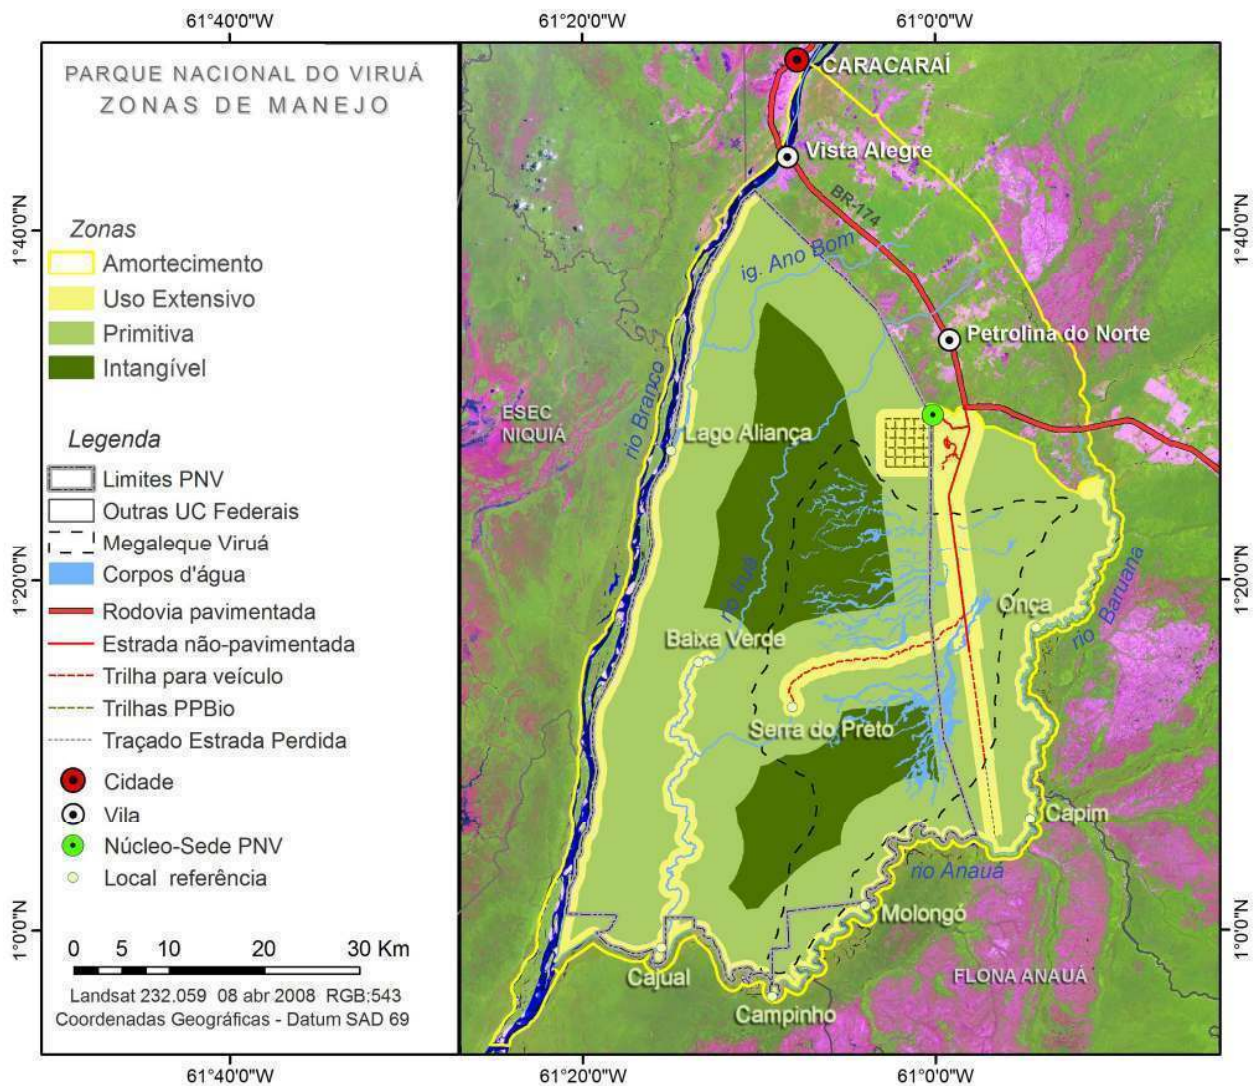 61°40'0"W
61°20'0"W
61°0'0"W
PARQUE NACIONAL DO VIRUÁ
ZONAS DE MANEJO
Zonas
Amortecimento
Uso Extensivo
Primitiva
Intangível
Legenda
Limites PNV
Outras UC Federais
Megaleque Viruá
Corpos d'água
Rodovia pavimentada
Estrada não-pavimentada
Trilha para veículo
Trilhas PPBio
Traçado Estrada Perdida
Cidade
Vila
Núcleo-Sede PNV
Local referência
0 5 10 20 30 Km
Landsat 232.059 08 abr 2008 RGB:543
Coordenadas Geográficas - Datum SAD 69
CARACARAÍ
Vista Alegre
BR-174
ig. Ano Bom
Petrolina do Norte
ESEC
NIQUIÁ
rio Branco
Lago Aliança
rio Iruá
Baixa Verde
Onça
rio Baruana
Serra do Preto
Capim
rio Anauá
Molongó
Cajual
Campinho
FLONA ANAUÁ
1°40'0"N
1°20'0"N
1°0'0"N
1°40'0"N
1°20'0"N
1°0'0"N
61°40'0"W
61°20'0"W
61°0'0"W